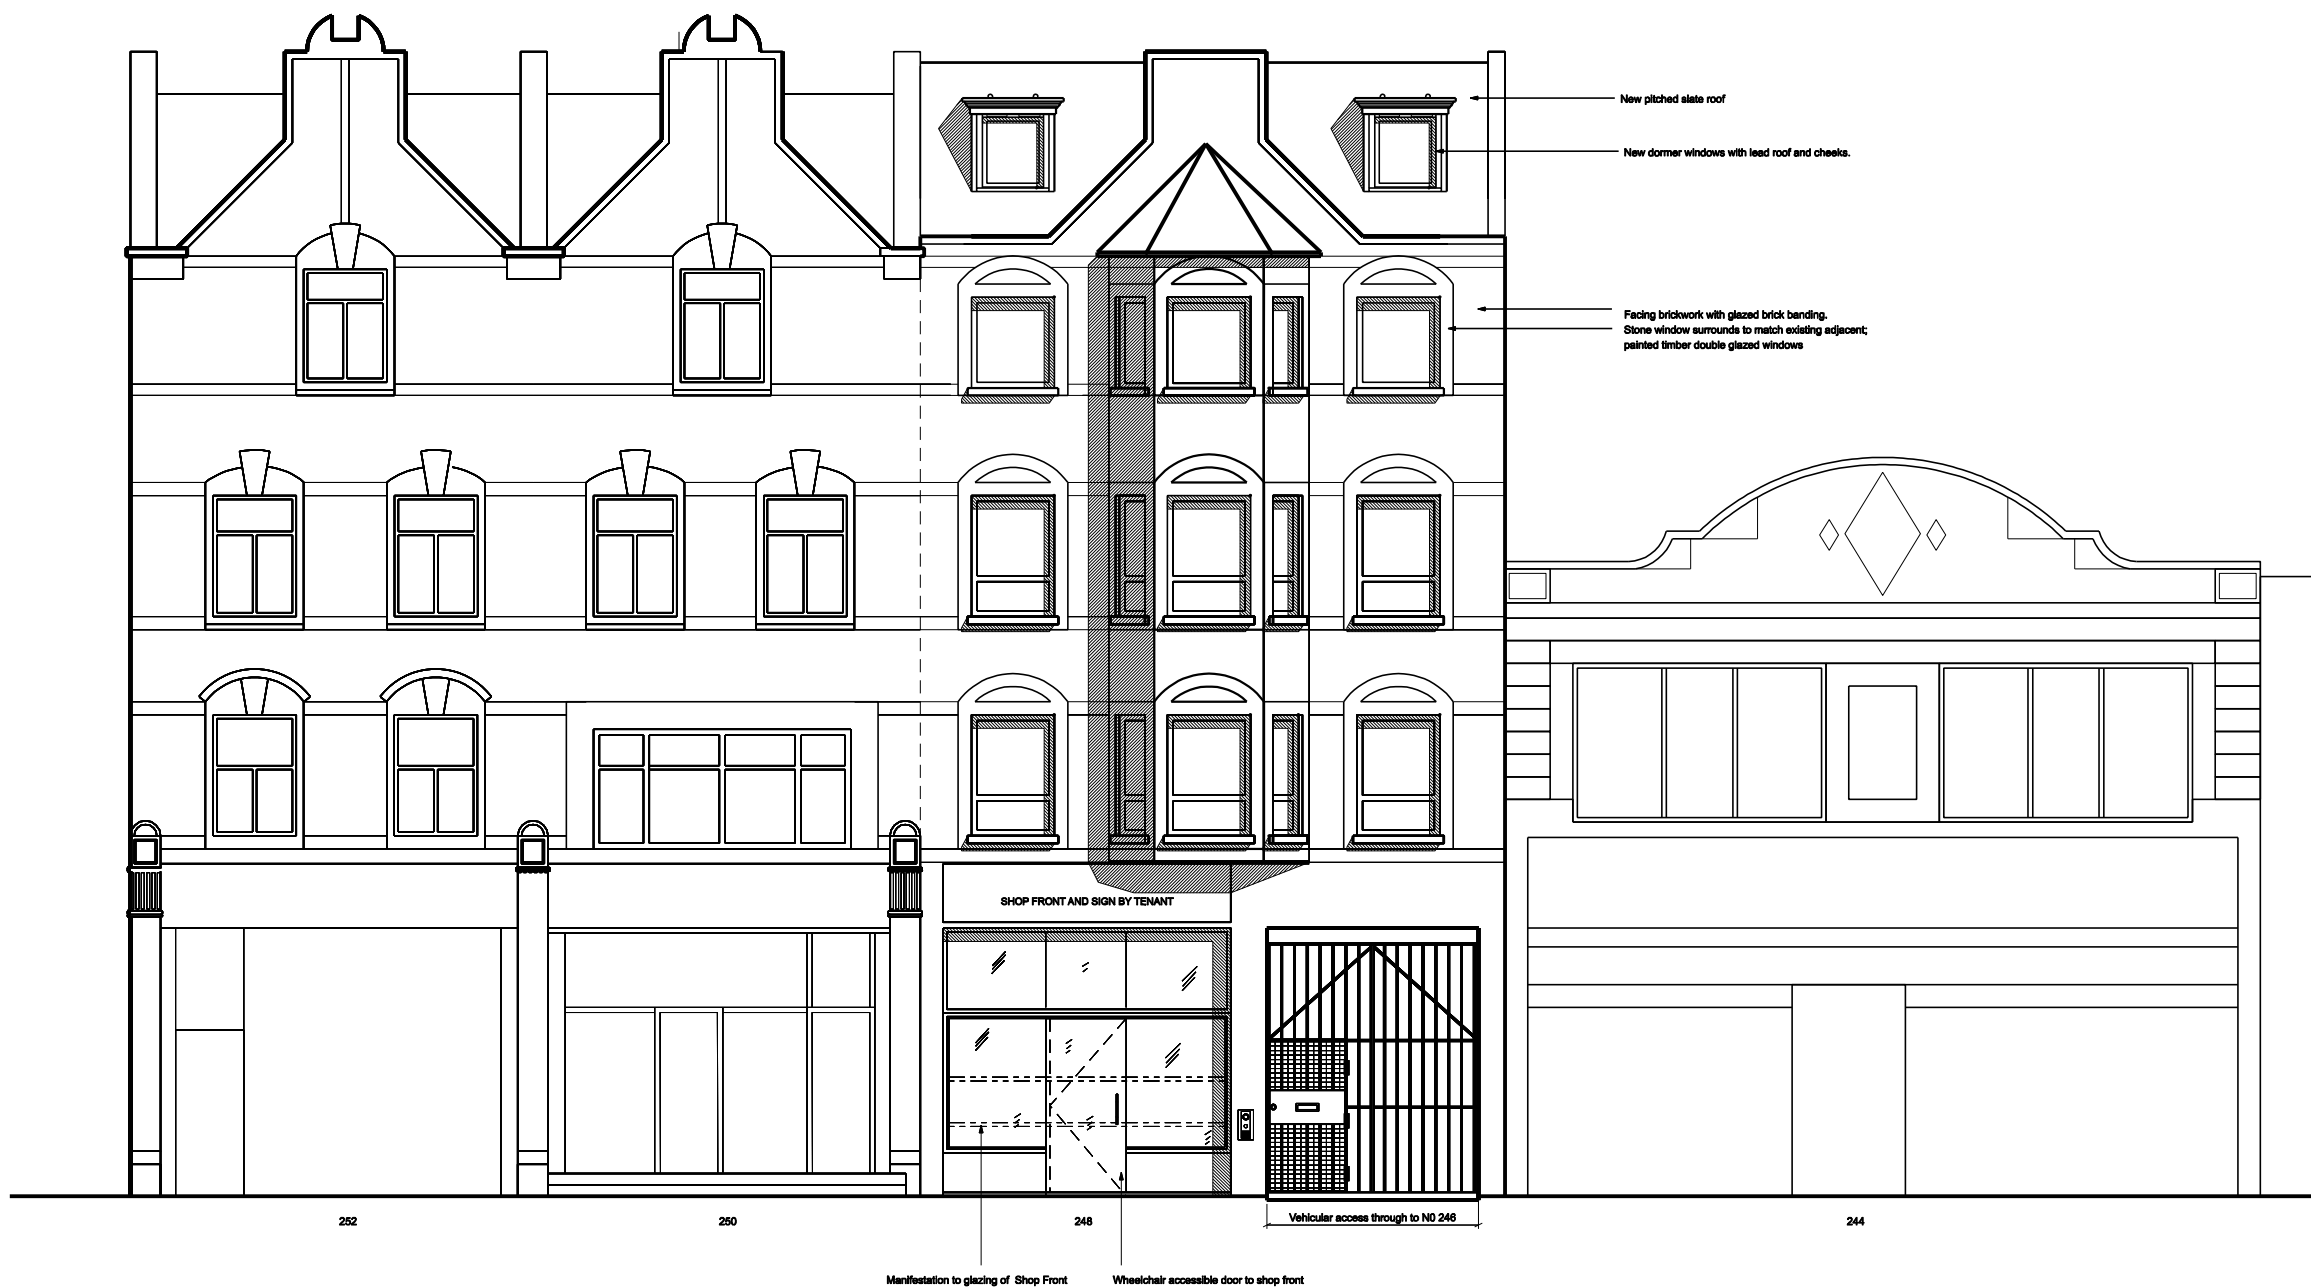 New pitched slate roof
New dormer windows with lead roof and cheeks.
Facing brickwork with glazed brick banding.
Stone window surrounds to match existing adjacent;
painted timber double glazed windows
SHOP FRONT AND SIGN BY TENANT
252
250
248
Vehicular access through to N0 246
244
Manifestation to glazing of Shop Front
Wheelchair accessible door to shop front